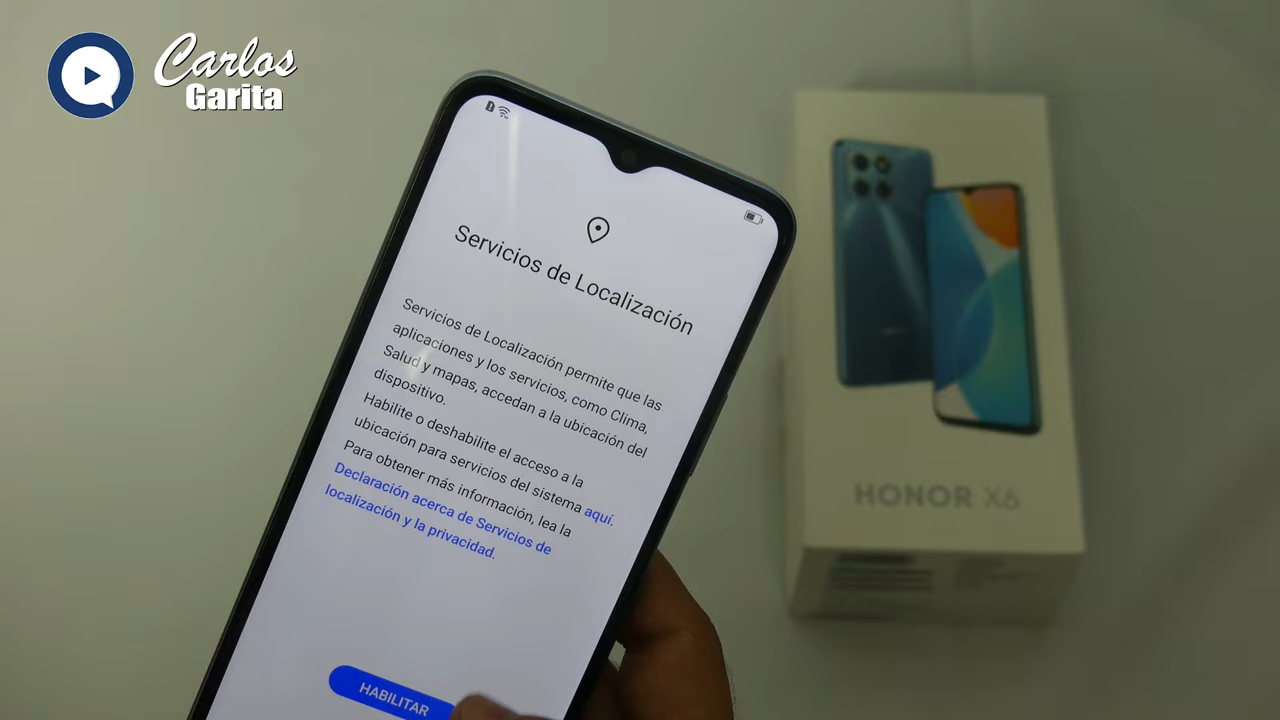 Carlos
Garita
Servicios de Localización
Servicios de Localización permite que las
aplicaciones y los servicios, como Clima,
Salud y mapas, accedan a la ubicación del
dispositivo.
Habilite o deshabilite el acceso a la
ubicación para servicios del sistema aquí.
Para obtener más información, lea la
Declaración acerca de Servicios de
localización y la privacidad.
HABILITAR
HONOR X6